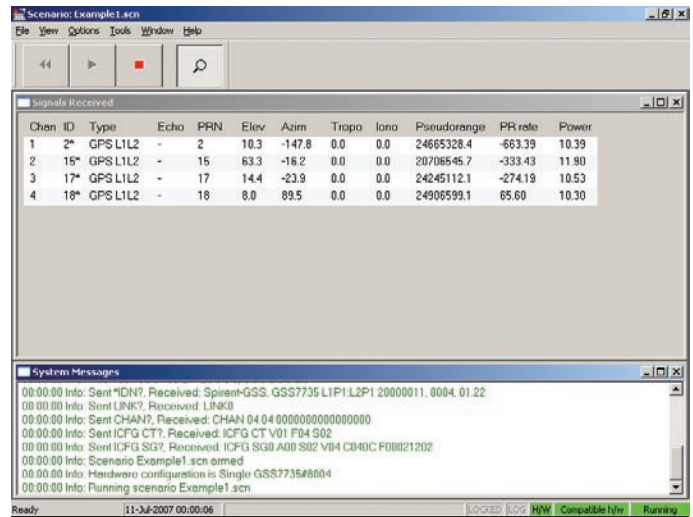 Scenario: Example1.scn
File View Options Tools Window Help
Signals Received
Chan ID Type Echo PRN Elev Azim Tropo Iono Pseudorange PR rate Power
1 2* GPS L1L2 - 2 10.3 -147.8 0.0 0.0 24665328.4 -663.39 10.39
2 15* GPS L1L2 - 15 63.3 -16.2 0.0 0.0 20706545.7 -333.43 11.90
3 17* GPS L1L2 - 17 14.4 -23.9 0.0 0.0 24245112.1 -274.19 10.53
4 18* GPS L1L2 - 18 8.0 89.5 0.0 0.0 24906599.1 65.60 10.30
System Messages
00:00:00 Info: Sent *IDN?, Received: Spirent-GSS, GSS7735 L1P1:L2P1 20000011, 0004, 01.22
00:00:00 Info: Sent LINK?, Received: LINK0
00:00:00 Info: Sent CHAN?, Received: CHAN 04 04 0000000000000000
00:00:00 Info: Sent ICFG CT?, Received: ICFG CT V01 F04 S02
00:00:00 Info: Sent ICFG SG?, Received: ICFG SG0 A00 S02 V04 C040C F00021202
00:00:00 Info: Scenario Example1.scn armed
00:00:00 Info: Hardware configuration is Single GSS7735#8004
00:00:00 Info: Running scenario Example1.scn
Ready 11-Jul-2007 00:00:06 LOCKED LOG H/W Compatible h/w Running